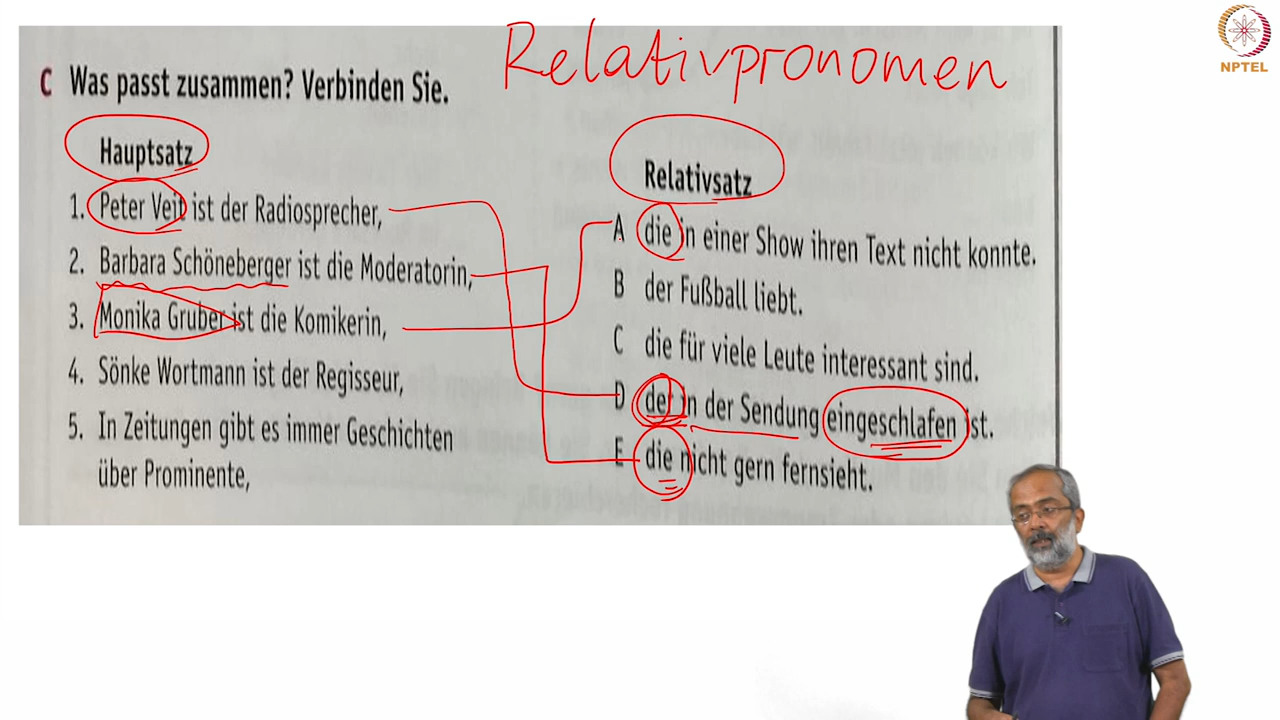 NPTEL
Relativpronomen
C Was passt zusammen? Verbinden Sie.
Hauptsatz
1. Peter Veit ist der Radiosprecher,
2. Barbara Schöneberger ist die Moderatorin,
3. Monika Gruber ist die Komikerin,
4. Sönke Wortmann ist der Regisseur,
5. In Zeitungen gibt es immer Geschichten
über Prominente,
Relativsatz
A die in einer Show ihren Text nicht konnte.
B der Fußball liebt.
C die für viele Leute interessant sind.
D der in der Sendung eingeschlafen ist.
E die nicht gern fernsieht.